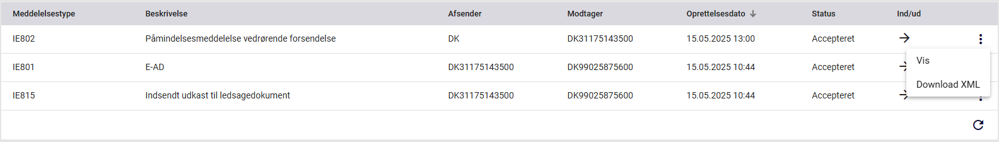 Meddelelsestype Beskrivelse Afsender Modtager Oprettelsesdato Status Ind/ud
IE802 Påmindelsesmeddelelse vedrørende forsendelse DK DK31175143500 15.05.2025 13:00 Accepteret
Vis
IE801 E-AD DK31175143500 DK99025875600 15.05.2025 10:44 Accepteret
Download XML
IE815 Indsendt udkast til ledsagedokument DK31175143500 DK99025875600 15.05.2025 10:44 Accepteret